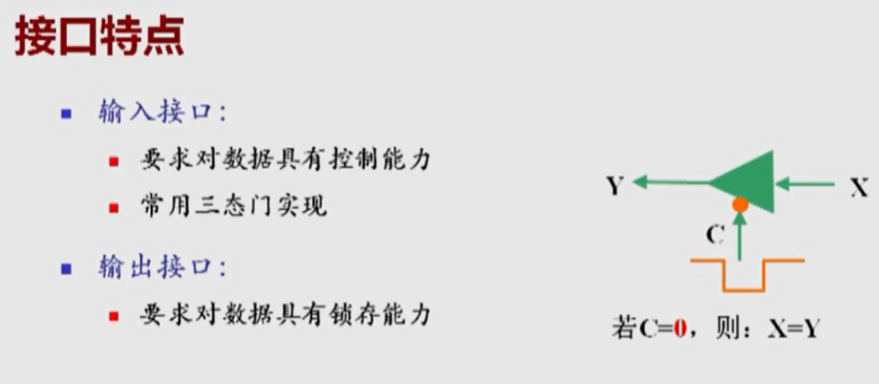 接口特点
输入接口：
要求对数据具有控制能力
常用三态门实现
输出接口：
要求对数据具有锁存能力
Y
X
C
若C=0，则：X=Y